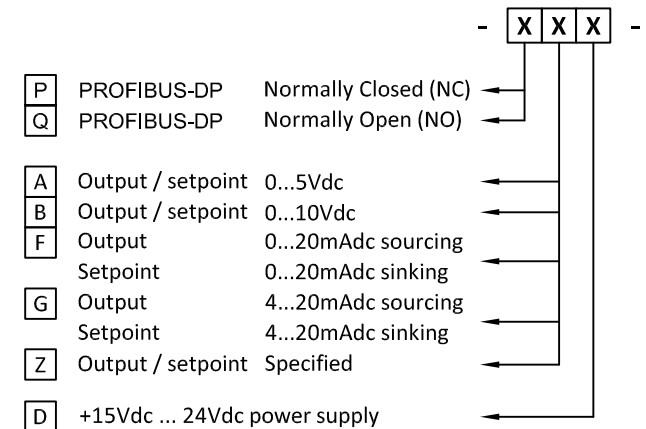 - X X X -
P PROFIBUS-DP Normally Closed (NC)
Q PROFIBUS-DP Normally Open (NO)
A Output / setpoint 0...5Vdc
B Output / setpoint 0...10Vdc
F Output 0...20mAdc sourcing
Setpoint 0...20mAdc sinking
G Output 4...20mAdc sourcing
Setpoint 4...20mAdc sinking
Z Output / setpoint Specified
D +15Vdc ... 24Vdc power supply